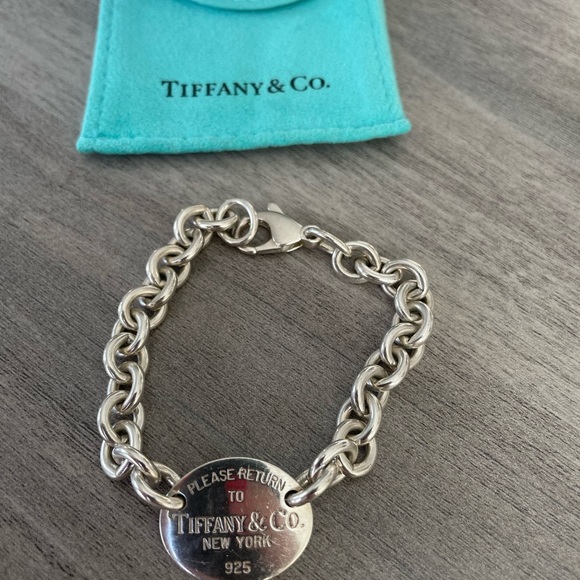 TIFFANY & CO.
PLEASE RETURN
TO
TIFFANY & CO.
NEW YORK
925